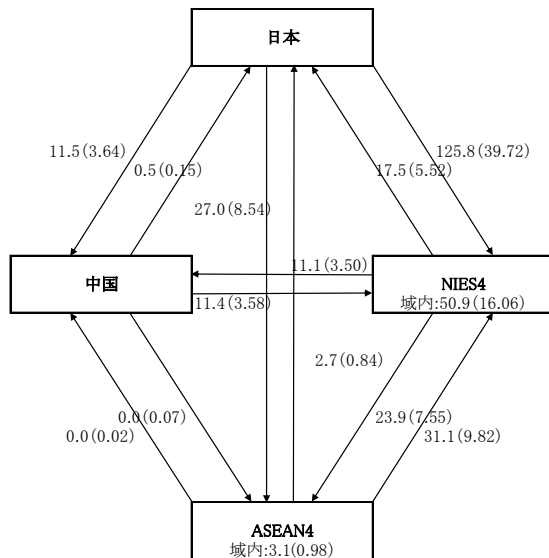 日本
11.5(3.64)
125.8(39.72)
0.5(0.15)
17.5(5.52)
27.0(8.54)
11.1(3.50)
中国
NIES4
11.4(3.58)
域内:50.9(16.06)
2.7(0.84)
0.0(0.07)
23.9(7.55)
0.0(0.02)
31.1(9.82)
ASEAN4
域内:3.1(0.98)